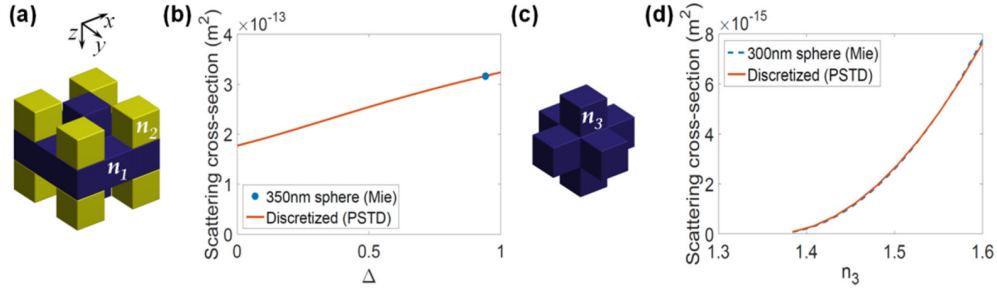 (a)
x
z
y
n2
n1
(b)
×10⁻¹³
Scattering cross-section (m²)
4
3
2
1
0
350nm sphere (Mie)
Discretized (PSTD)
0 0.5 1
Δ
(c)
n3
(d)
×10⁻¹⁵
Scattering cross-section (m²)
8
6
4
2
0
300nm sphere (Mie)
Discretized (PSTD)
1.3 1.4 1.5 1.6
n3